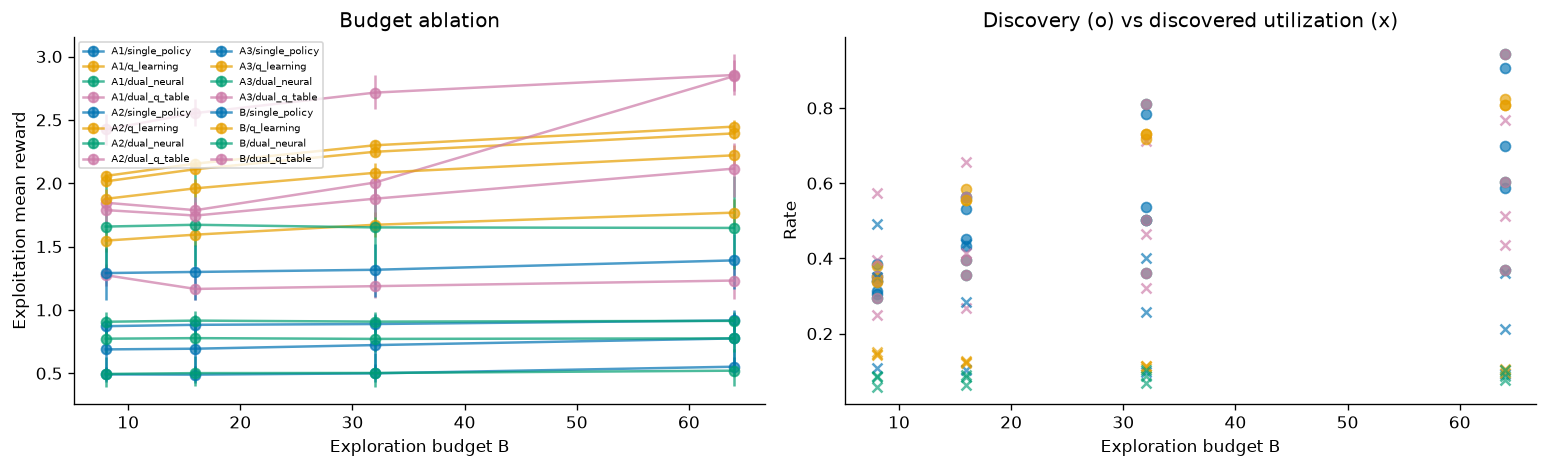 Budget ablation
Exploitation mean reward
3.0
2.5
2.0
1.5
1.0
0.5
A1/single_policy
A1/q_learning
A1/dual_neural
A1/dual_q_table
A2/single_policy
A2/q_learning
A2/dual_neural
A2/dual_q_table
A3/single_policy
A3/q_learning
A3/dual_neural
A3/dual_q_table
B/single_policy
B/q_learning
B/dual_neural
B/dual_q_table
10 20 30 40 50 60
Exploration budget B
Discovery (o) vs discovered utilization (x)
Rate
0.8
0.6
0.4
0.2
10 20 30 40 50 60
Exploration budget B